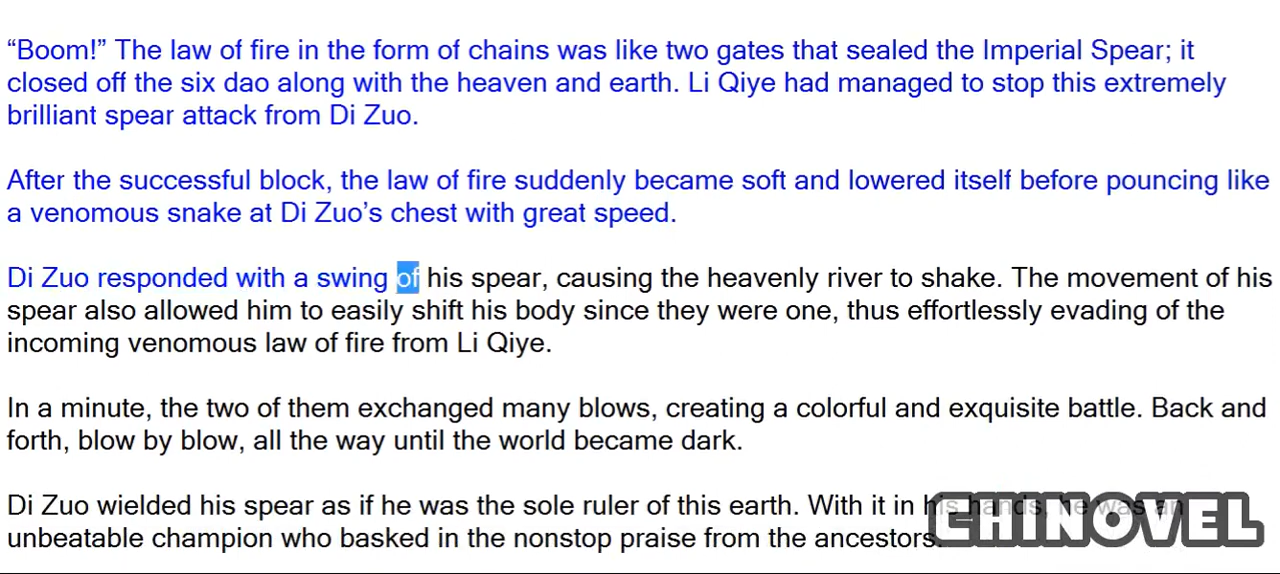 “Boom!” The law of fire in the form of chains was like two gates that sealed the Imperial Spear; it
closed off the six dao along with the heaven and earth. Li Qiye had managed to stop this extremely
brilliant spear attack from Di Zuo.
After the successful block, the law of fire suddenly became soft and lowered itself before pouncing like
a venomous snake at Di Zuo’s chest with great speed.
Di Zuo responded with a swing of his spear, causing the heavenly river to shake. The movement of his
spear also allowed him to easily shift his body since they were one, thus effortlessly evading of the
incoming venomous law of fire from Li Qiye.
In a minute, the two of them exchanged many blows, creating a colorful and exquisite battle. Back and
forth, blow by blow, all the way until the world became dark.
Di Zuo wielded his spear as if he was the sole ruler of this earth. With it in his hands, he was an
unbeatable champion who basked in the nonstop praise from the ancestors.
CHINOVEL